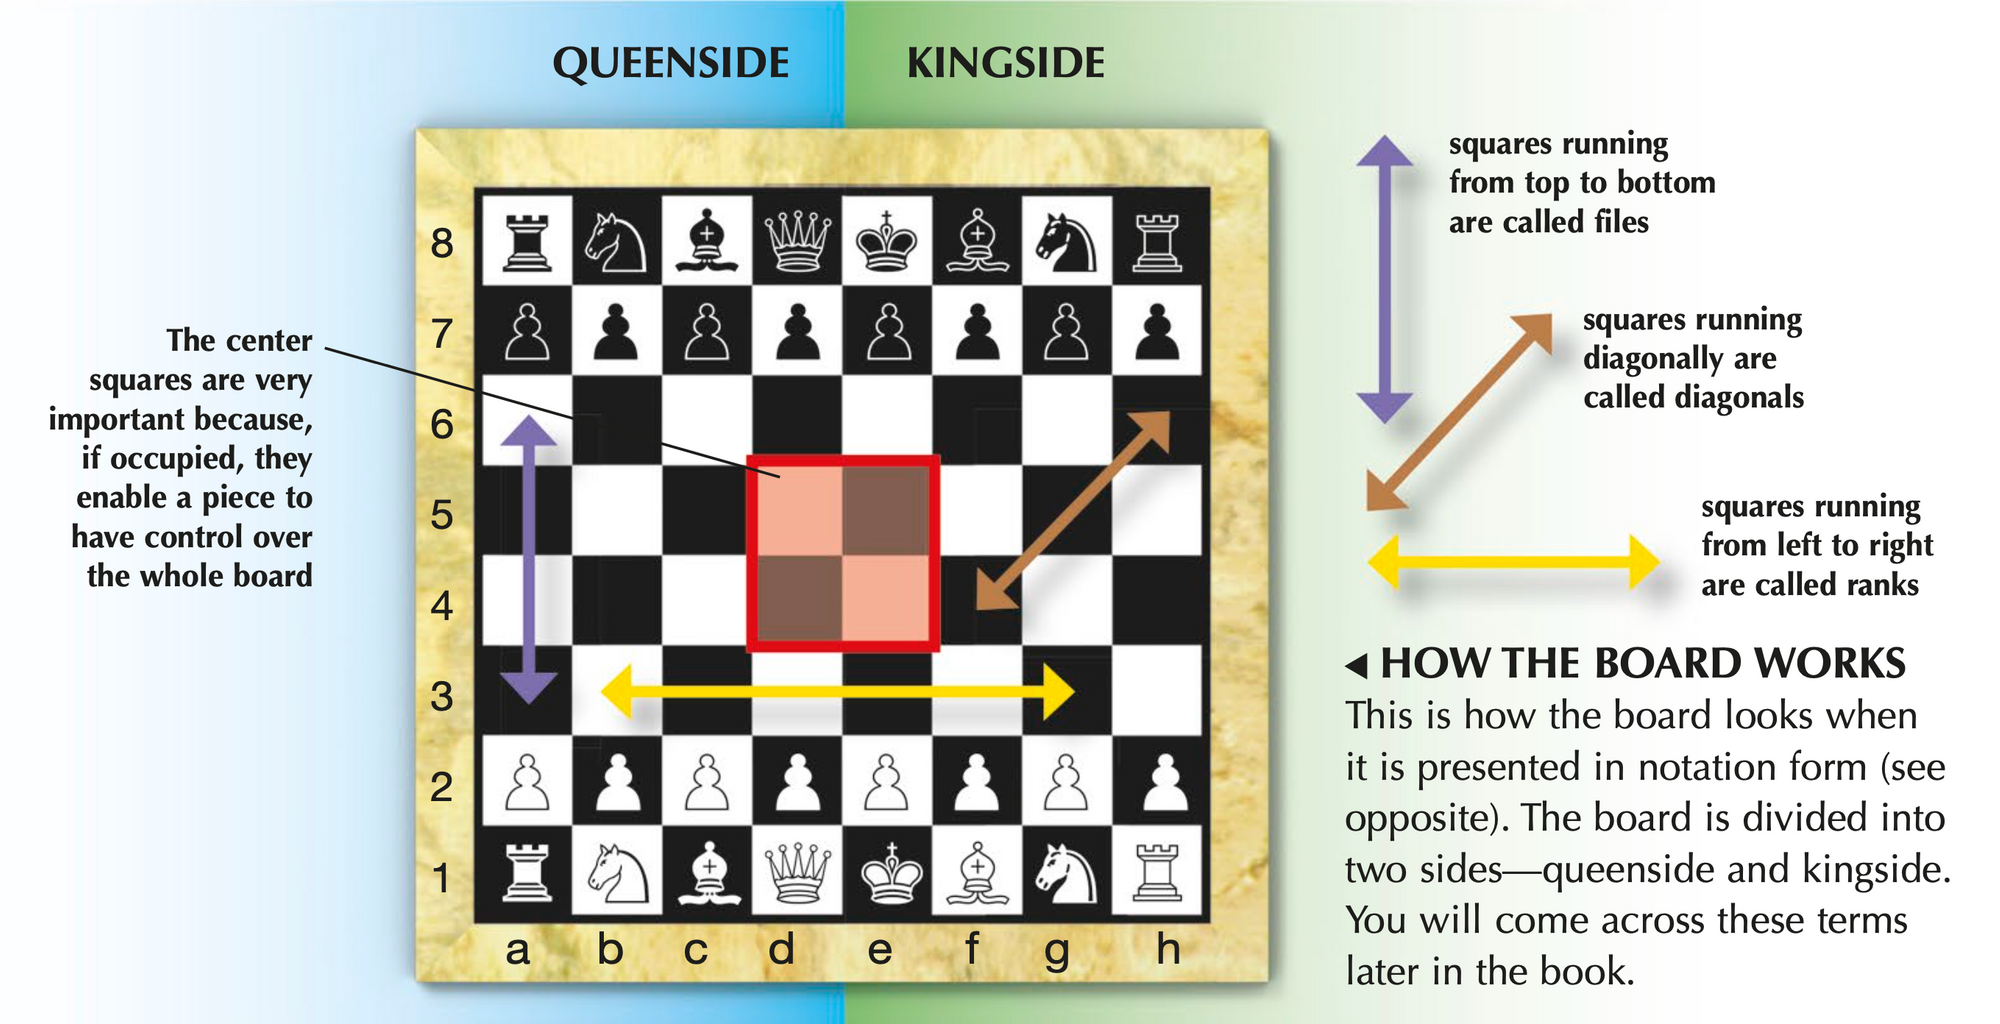 QUEENSIDE
KINGSIDE
The center
squares are very
important because,
if occupied, they
enable a piece to
have control over
the whole board
8
7
6
5
4
3
2
1
a b c d e f g h
squares running
from top to bottom
are called files
squares running
diagonally are
called diagonals
squares running
from left to right
are called ranks
◂ HOW THE BOARD WORKS
This is how the board looks when
it is presented in notation form (see
opposite). The board is divided into
two sides—queenside and kingside.
You will come across these terms
later in the book.